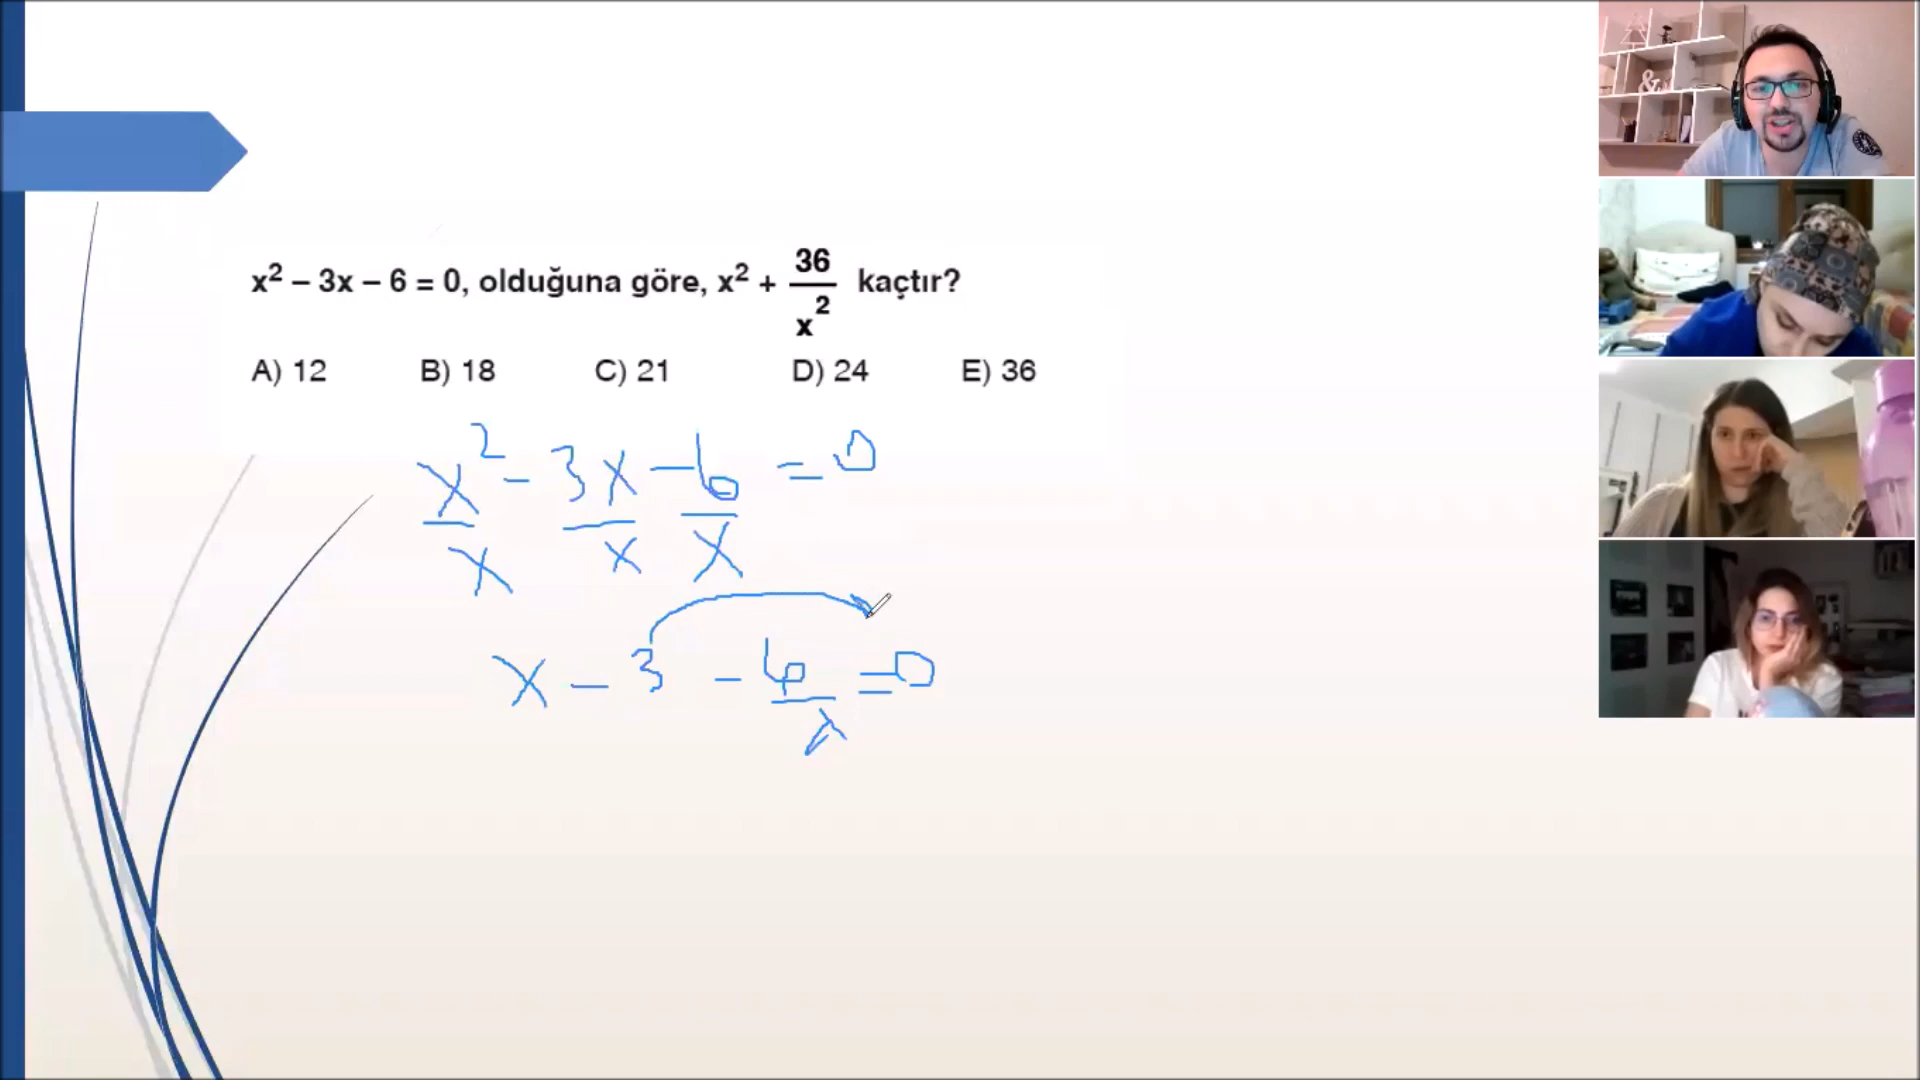 x² – 3x – 6 = 0, olduğuna göre, x² + 36/x² kaçtır?
A) 12 B) 18 C) 21 D) 24 E) 36
x²/x - 3x/x - 6/x = 0
x - 3 - 6/x = 0